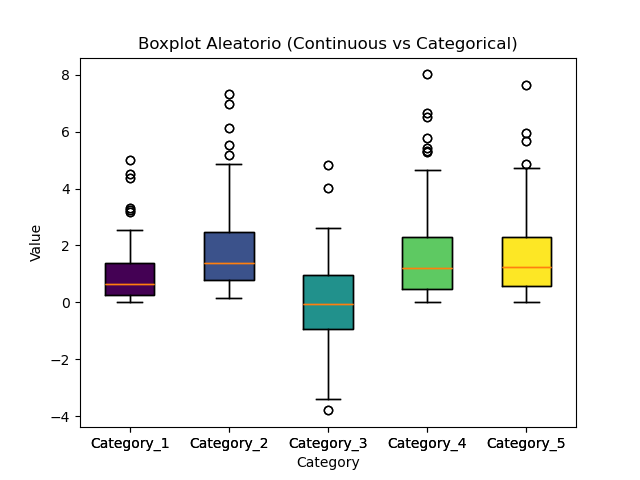 Boxplot Aleatorio (Continuous vs Categorical)
8
6
4
2
0
−2
−4
Value
Category_1 Category_2 Category_3 Category_4 Category_5
Category